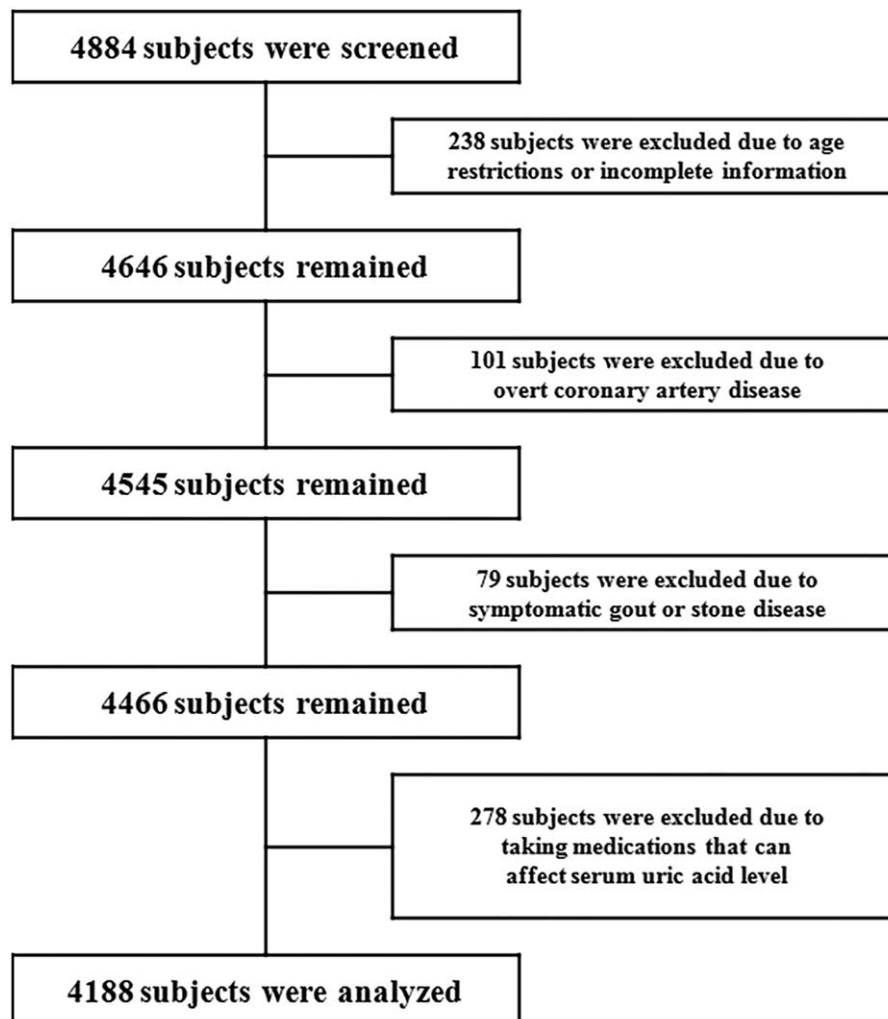 4884 subjects were screened
238 subjects were excluded due to age
restrictions or incomplete information
4646 subjects remained
101 subjects were excluded due to
overt coronary artery disease
4545 subjects remained
79 subjects were excluded due to
symptomatic gout or stone disease
4466 subjects remained
278 subjects were excluded due to
taking medications that can
affect serum uric acid level
4188 subjects were analyzed